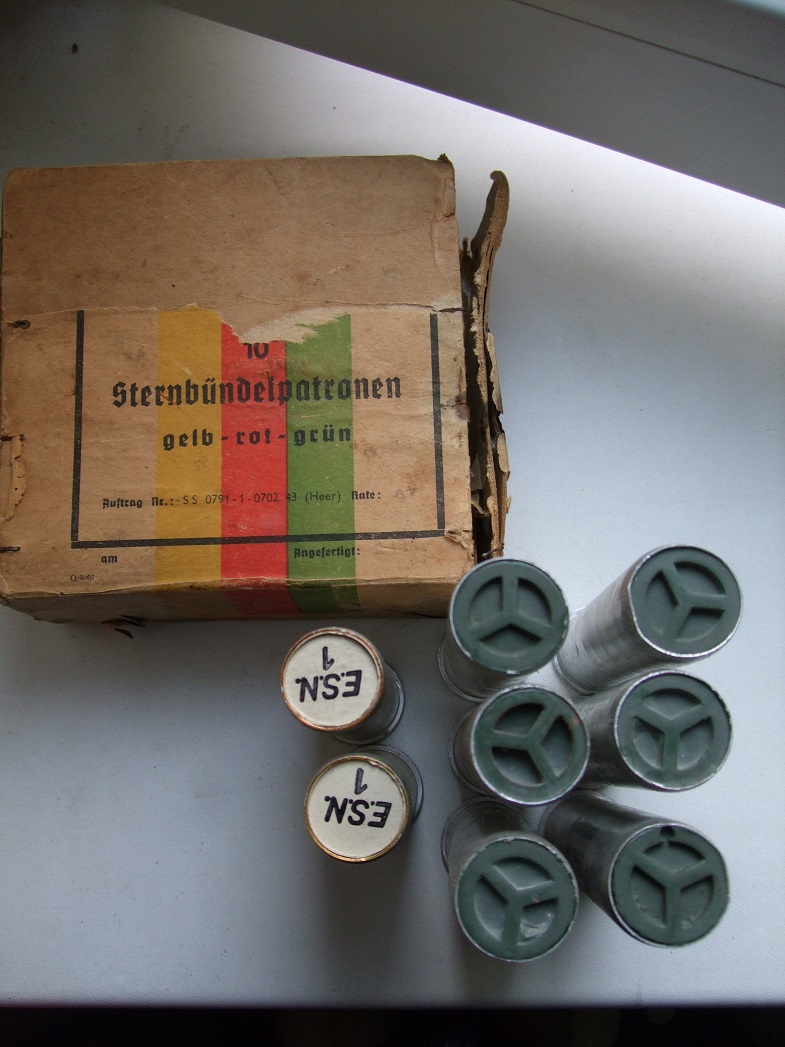 10
Sternbündelpatronen
gelb - rot - grün
Auftrag Nr.: SS 0791-1-0702 43 (Heer) Rate:
am Angefertigt:
E.S.N.
1
E.S.N.
1